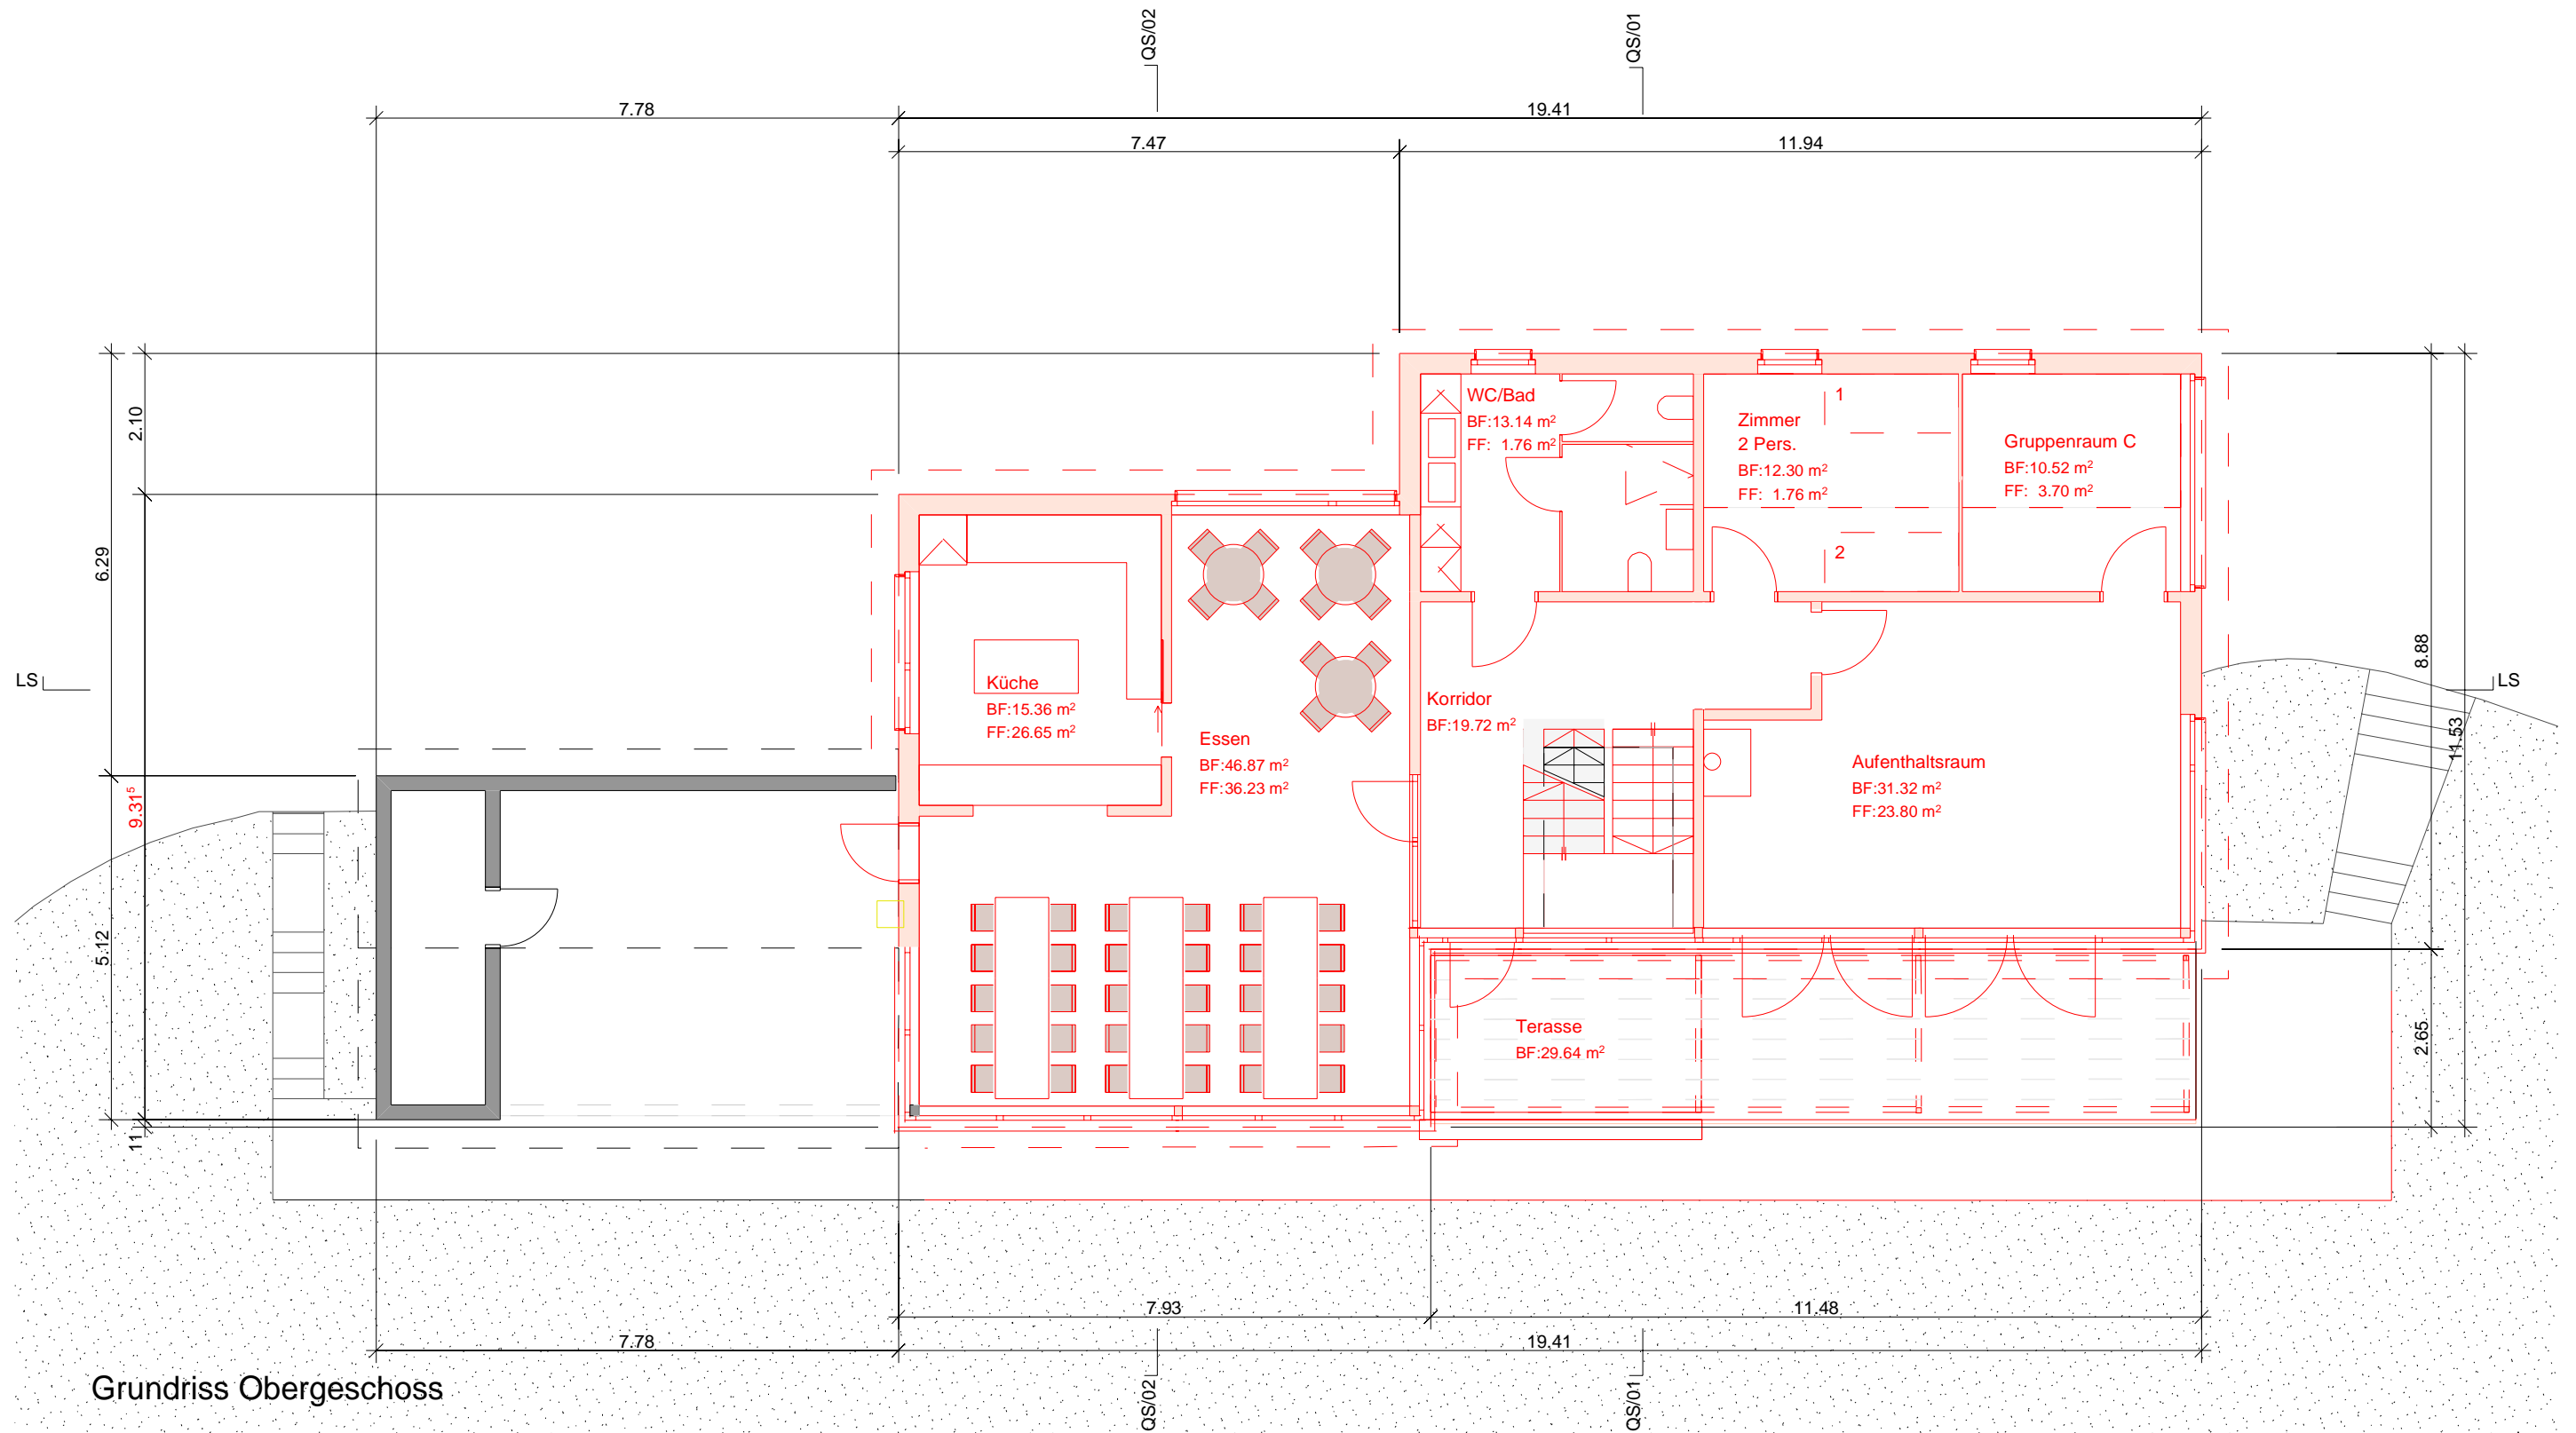 QS/02
QS/01
7.78
19.41
7.47
11.94
2.10
6.29
9.31⁵
5.12
11
LS
WC/Bad
BF:13.14 m²
FF: 1.76 m²
Zimmer
2 Pers.
BF:12.30 m²
FF: 1.76 m²
1
2
Gruppenraum C
BF:10.52 m²
FF: 3.70 m²
Küche
BF:15.36 m²
FF:26.65 m²
Essen
BF:46.87 m²
FF:36.23 m²
Korridor
BF:19.72 m²
Aufenthaltsraum
BF:31.32 m²
FF:23.80 m²
Terasse
BF:29.64 m²
8.88
11.53
2.65
LS
7.93
11.48
7.78
19.41
QS/02
QS/01
Grundriss Obergeschoss